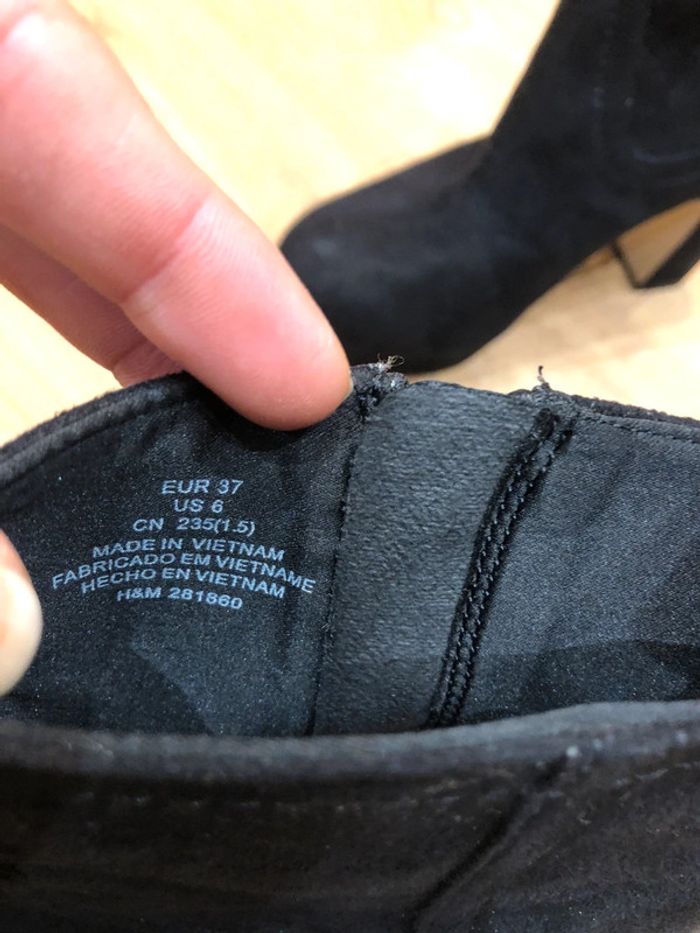 EUR 37
US 6
CN 235(1.5)
MADE IN VIETNAM
FABRICADO EM VIETNAME
HECHO EN VIETNAM
H&M 281860